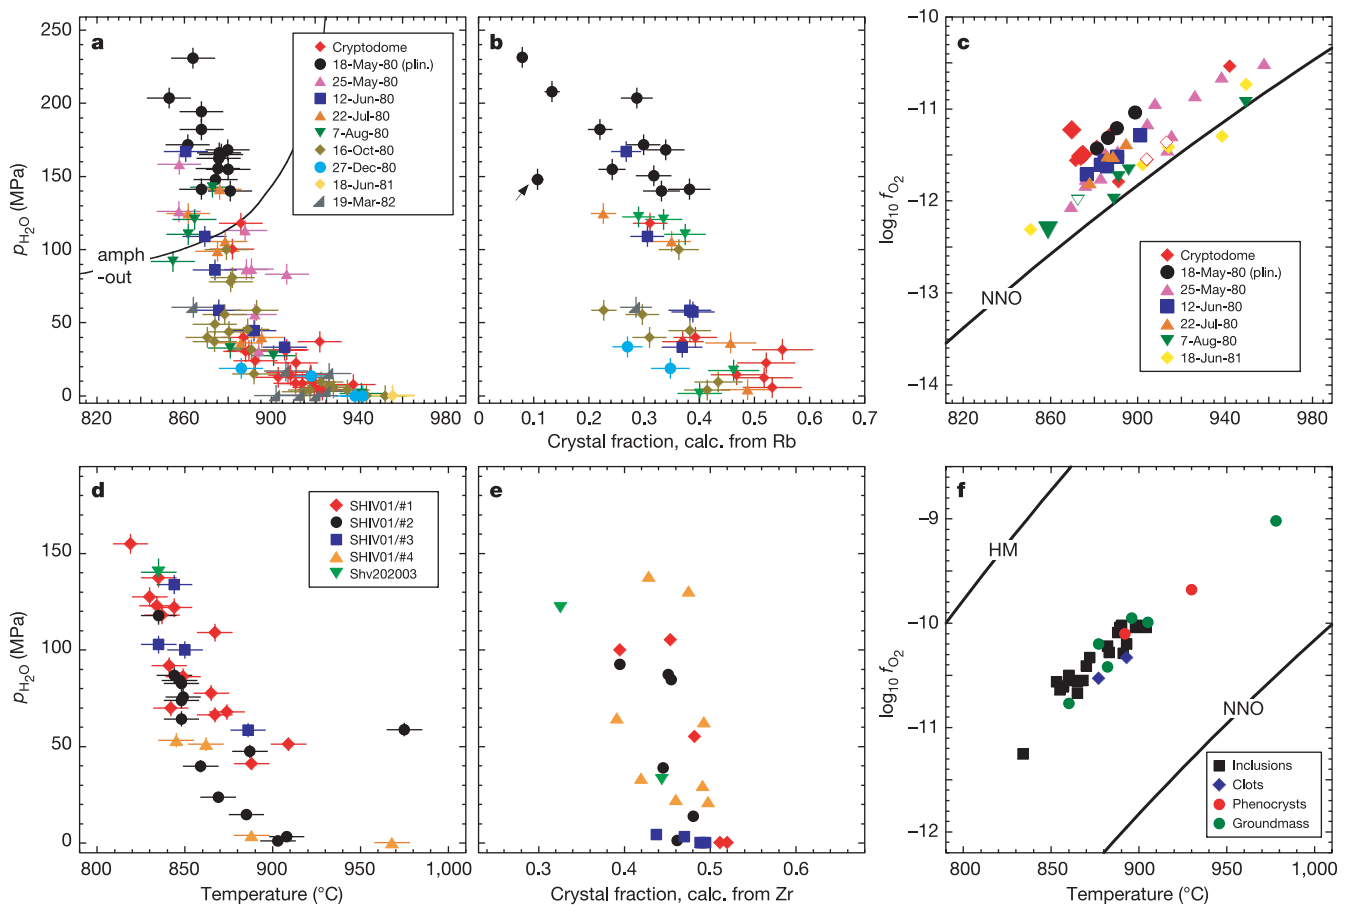 a
250
200
150
100
50
0
pH2O (MPa)
820
860
900
940
amph
-out
Cryptodome
18-May-80 (plin.)
25-May-80
12-Jun-80
22-Jul-80
7-Aug-80
16-Oct-80
27-Dec-80
18-Jun-81
19-Mar-82
b
0
0.1
0.2
0.3
0.4
0.5
0.6
0.7
Crystal fraction, calc. from Rb
c
–10
–11
–12
–13
–14
log10 fO2
NNO
820
860
900
940
980
Cryptodome
18-May-80 (plin.)
25-May-80
12-Jun-80
22-Jul-80
7-Aug-80
18-Jun-81
d
150
100
50
0
pH2O (MPa)
800
850
900
950
1,000
Temperature (°C)
SHIV01/#1
SHIV01/#2
SHIV01/#3
SHIV01/#4
Shv202003
e
0.3
0.4
0.5
0.6
Crystal fraction, calc. from Zr
f
–9
–10
–11
–12
log10 fO2
HM
NNO
800
850
900
950
1,000
Temperature (°C)
Inclusions
Clots
Phenocrysts
Groundmass